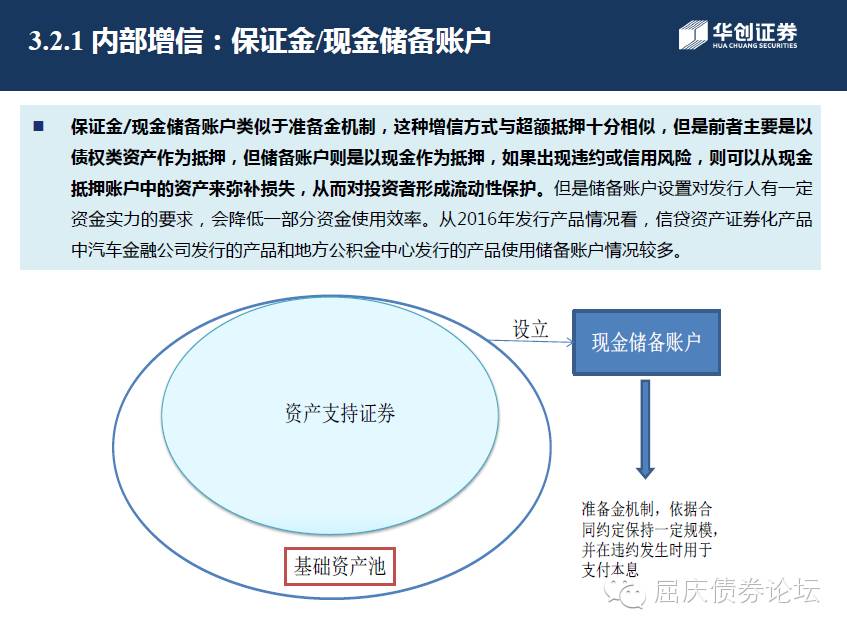 3.2.1 内部增信：保证金/现金储备账户
华创证券
HUA CHUANG SECURITIES
保证金/现金储备账户类似于准备金机制，这种增信方式与超额抵押十分相似，但是前者主要是以
债权类资产作为抵押，但储备账户则是以现金作为抵押，如果出现违约或信用风险，则可以从现金
抵押账户中的资产来弥补损失，从而对投资者形成流动性保护。但是储备账户设置对发行人有一定
资金实力的要求，会降低一部分资金使用效率。从2016年发行产品情况看，信贷资产证券化产品
中汽车金融公司发行的产品和地方公积金中心发行的产品使用储备账户情况较多。
设立
现金储备账户
资产支持证券
准备金机制，依据合
同约定保持一定规模，
并在违约发生时用于
支付本息
基础资产池
屈庆债券论坛